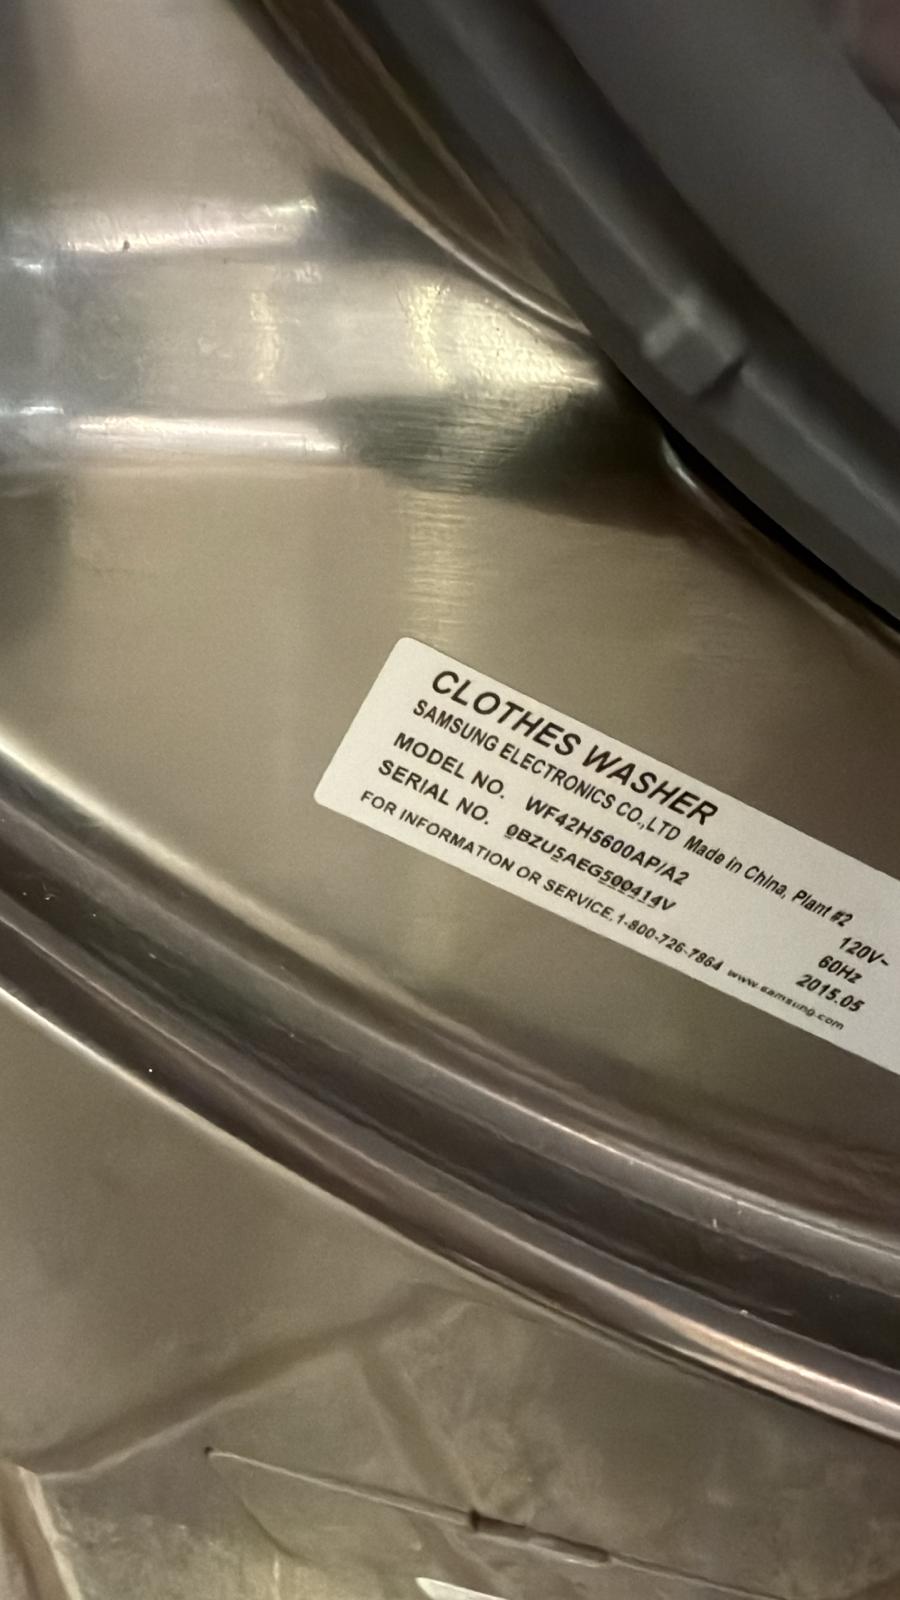 CLOTHES WASHER
SAMSUNG ELECTRONICS CO.,LTD Made in China, Plant #2
MODEL NO. WF42H5600AP/A2 120V~
SERIAL NO. 0BZU5AEG500414V 60Hz
2015.05
FOR INFORMATION OR SERVICE,1-800-726-7864 www.samsung.com